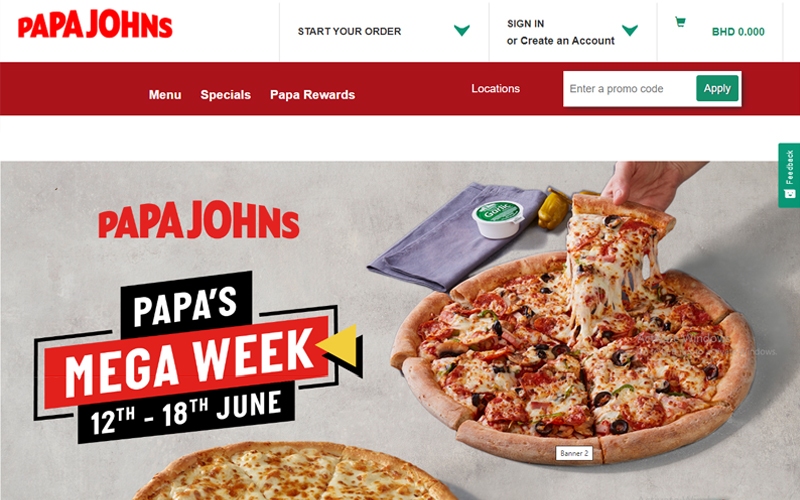 PAPA JOHNS
START YOUR ORDER
SIGN IN
or Create an Account
BHD 0.000
Menu
Specials
Papa Rewards
Locations
Enter a promo code
Apply
Feedback
PAPA JOHNS
Garlic
PAPA'S
MEGA WEEK
12TH - 18TH JUNE
Windows
Banner 2